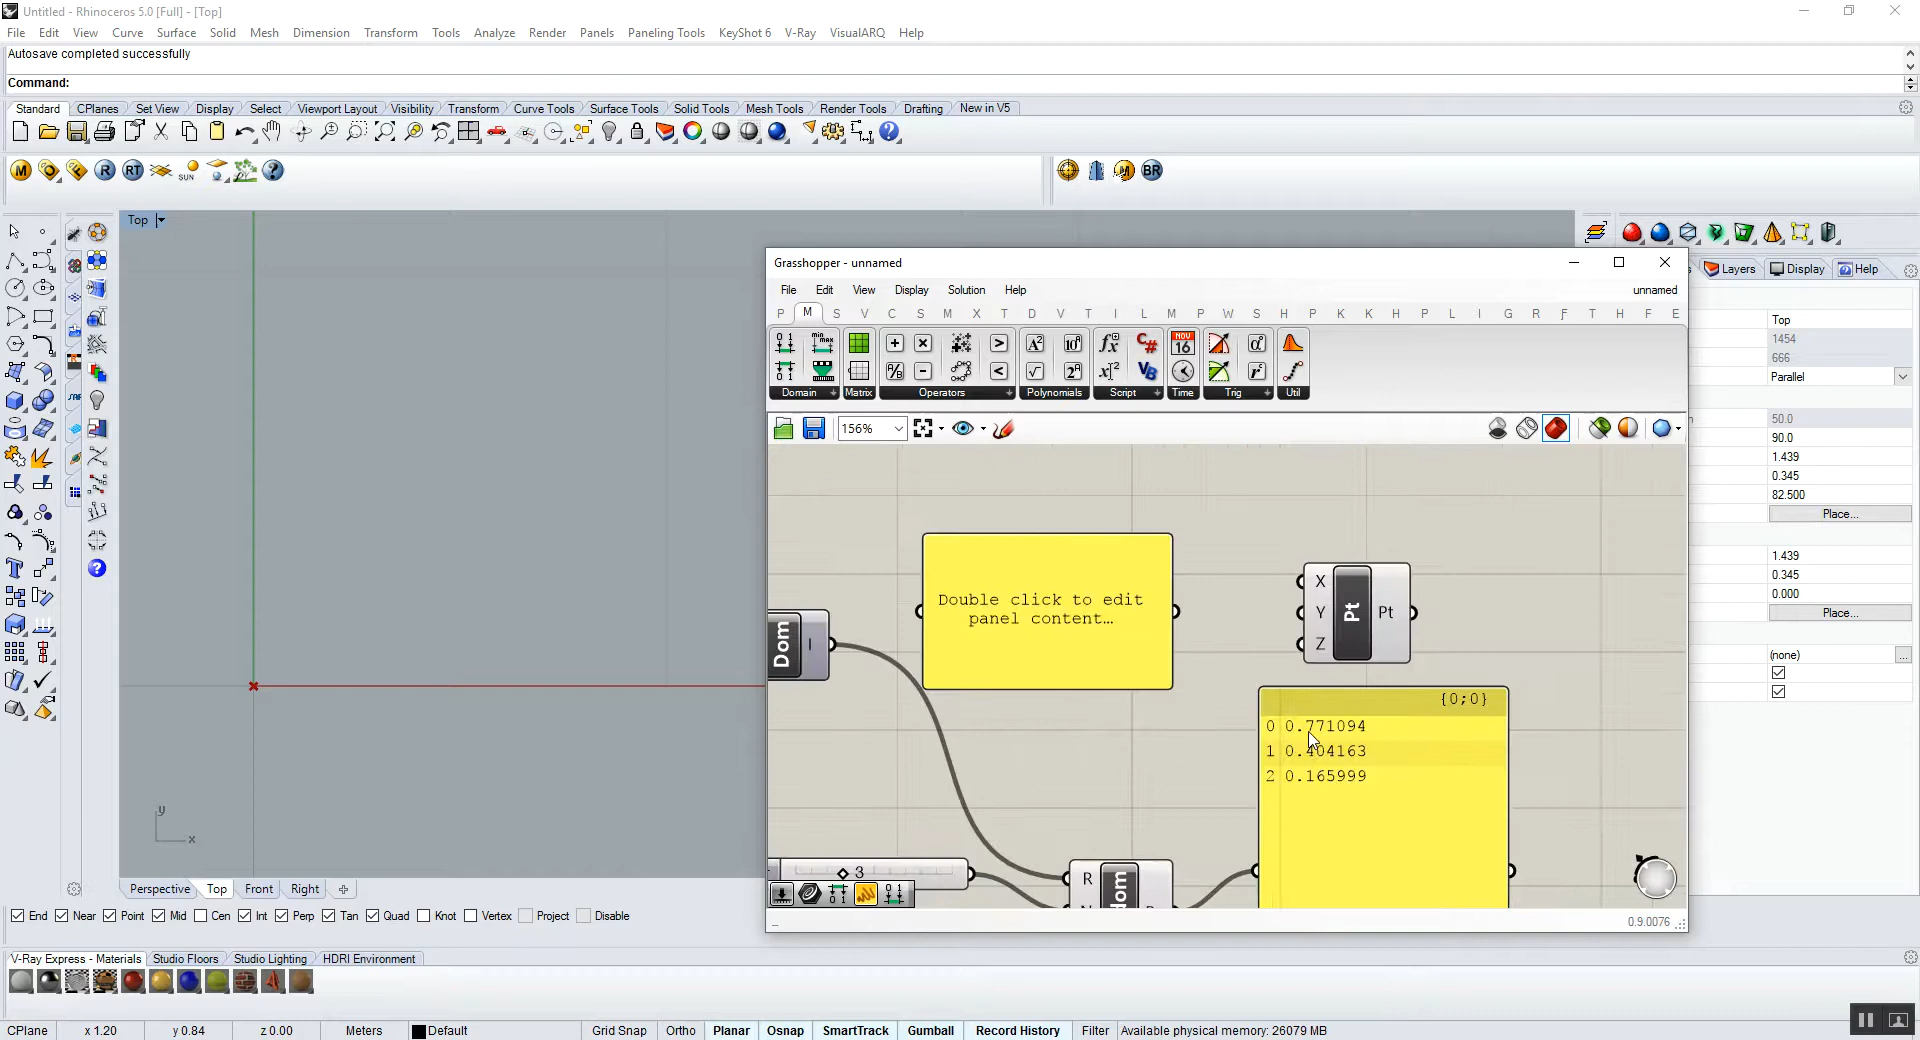 Untitled - Rhinoceros 5.0 [Full] - [Top]
File Edit View Curve Surface Solid Mesh Dimension Transform Tools Analyze Render Panels Paneling Tools KeyShot 6 V-Ray VisualARQ Help
Autosave completed successfully
Command:
Standard CPlanes Set View Display Select Viewport Layout Visibility Transform Curve Tools Surface Tools Solid Tools Mesh Tools Render Tools Drafting New in V5
M R RT SUN M BR
Top
Layers Display Help
Grasshopper - unnamed
File Edit View Display Solution Help unnamed
P M S V C S M X T D V T I L M P W S H P K K H P L G R F T H F E
Domain Matrix Operators Polynomials Script Time Trig Util
156%
Top
1454
666
Parallel
50.0
90.0
1.439
0.345
82.500
Place...
1.439
0.345
0.000
Place...
(none)
...
Double click to edit
panel content...
Dom I
X
Y Pt Pt
Z
{0;0}
0 0.771094
1 0.404163
2 0.165999
3
R
dom
0.9.0076
y
x
Perspective Top Front Right
End Near Point Mid Cen Int Perp Tan Quad Knot Vertex Project Disable
V-Ray Express - Materials Studio Floors Studio Lighting HDRI Environment
CPlane x 1.20 y 0.84 z 0.00 Meters Default Grid Snap Ortho Planar Osnap SmartTrack Gumball Record History Filter Available physical memory: 26079 MB